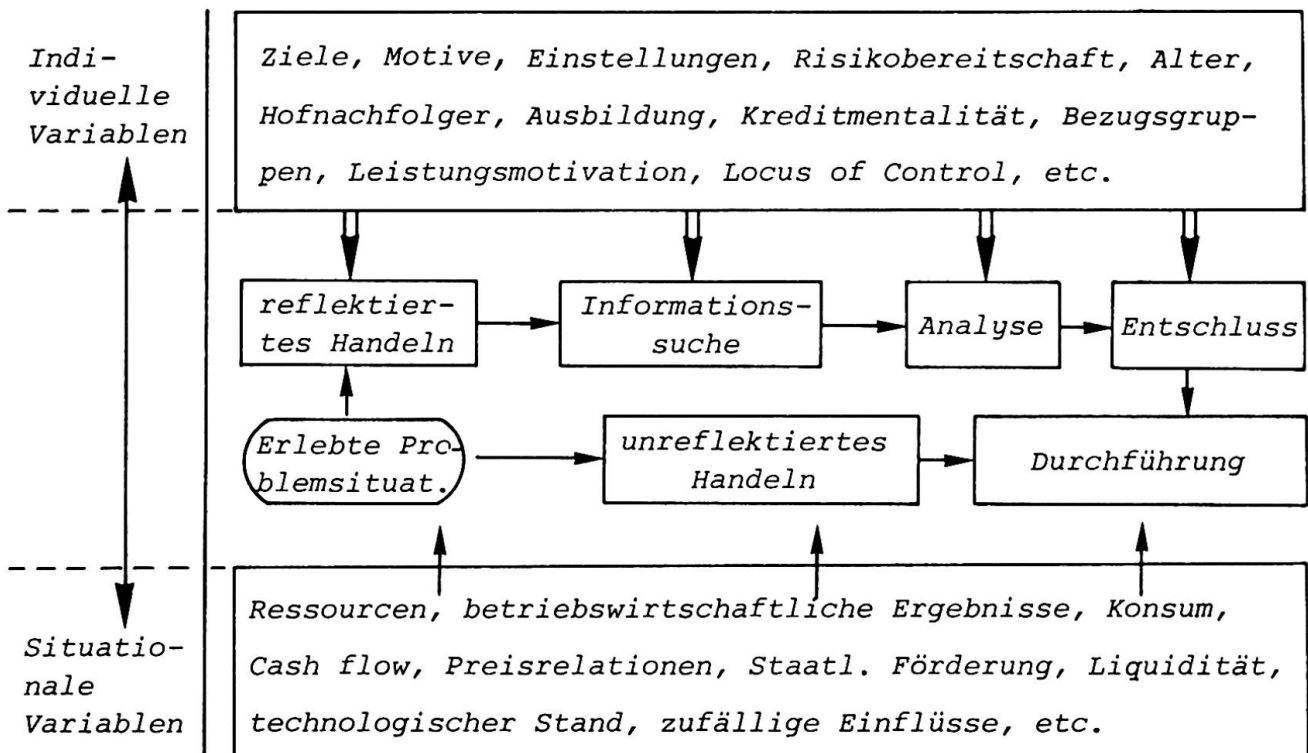 Indi-
viduelle
Variablen
Ziele, Motive, Einstellungen, Risikobereitschaft, Alter,
Hofnachfolger, Ausbildung, Kreditmentalität, Bezugsgrup-
pen, Leistungsmotivation, Locus of Control, etc.
reflektier-
tes Handeln
Informations-
suche
Analyse
Entschluss
Erlebte Pro-
blemsituat.
unreflektiertes
Handeln
Durchführung
Situatio-
nale
Variablen
Ressourcen, betriebswirtschaftliche Ergebnisse, Konsum,
Cash flow, Preisrelationen, Staatl. Förderung, Liquidität,
technologischer Stand, zufällige Einflüsse, etc.